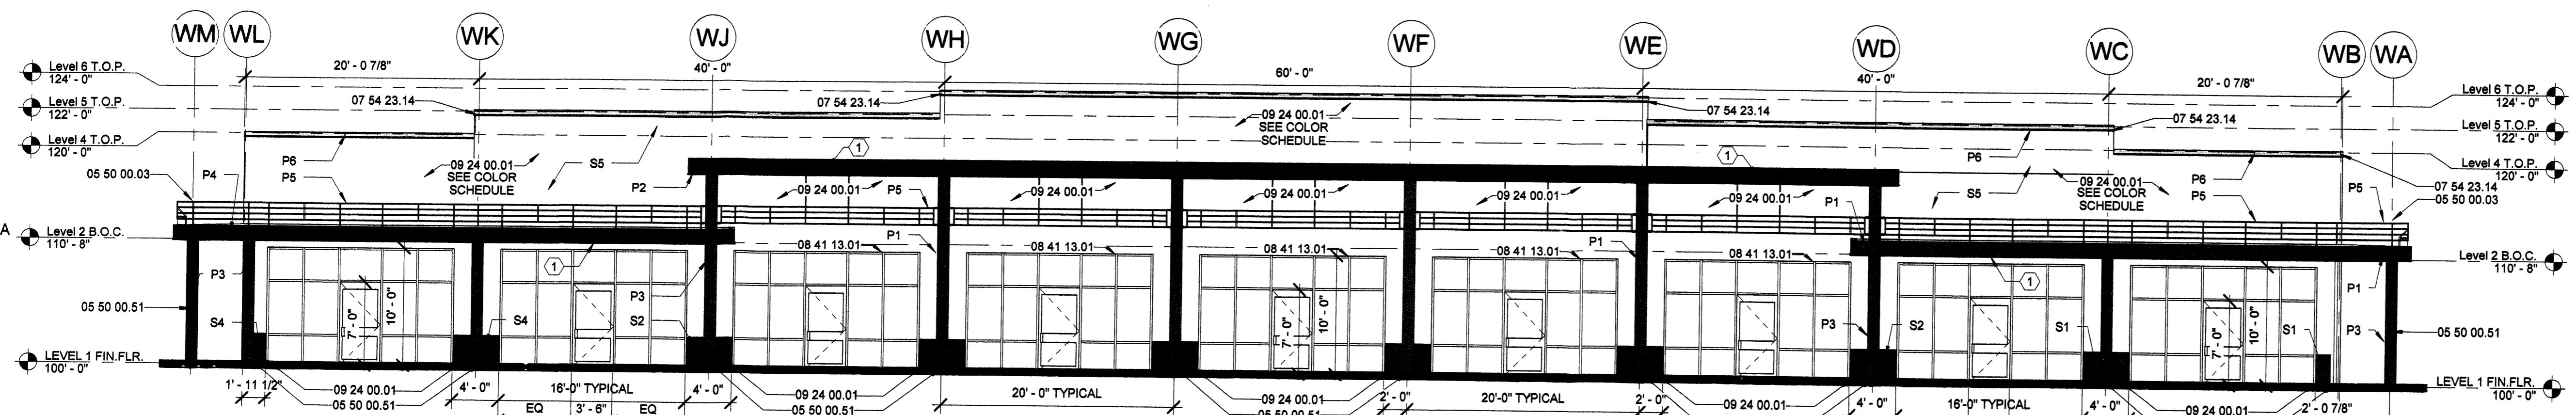 WM WL WK WJ WH WG WF WE WD WC WB WA
20' - 0 7/8" 40' - 0" 60' - 0" 40' - 0" 20' - 0 7/8"
Level 6 T.O.P.
124' - 0"
Level 5 T.O.P.
122' - 0"
Level 4 T.O.P.
120' - 0"
07 54 23.14
07 54 23.14
07 54 23.14
07 54 23.14
Level 6 T.O.P.
124' - 0"
Level 5 T.O.P.
122' - 0"
Level 4 T.O.P.
120' - 0"
07 54 23.14
05 50 00.03
09 24 00.01
SEE COLOR
SCHEDULE
1
1
P6
S5
09 24 00.01
SEE COLOR
SCHEDULE
05 50 00.03
P4
P5
P2
P6
S5
P6
09 24 00.01
SEE COLOR
SCHEDULE
P5
P5
09 24 00.01
P5
09 24 00.01
09 24 00.01
09 24 00.01
09 24 00.01
P1
A
Level 2 B.O.C.
110' - 8"
P1
08 41 13.01
08 41 13.01
08 41 13.01
08 41 13.01
P1
08 41 13.01
Level 2 B.O.C.
110' - 8"
1
1
P3
P3
P1
05 50 00.51
S4
7' - 0"
10' - 0"
S4
S2
7' - 0"
10' - 0"
P3
S2
S1
7' - 0"
10' - 0"
S1
P3
05 50 00.51
LEVEL 1 FIN.FLR.
100' - 0"
LEVEL 1 FIN.FLR.
100' - 0"
1' - 11 1/2"
09 24 00.01
05 50 00.51
4' - 0"
16'-0" TYPICAL
4' - 0"
EQ 3' - 6" EQ
09 24 00.01
05 50 00.51
20' - 0" TYPICAL
09 24 00.01
05 50 00.51
2' - 0"
20'-0" TYPICAL
2' - 0"
09 24 00.01
4' - 0"
16'-0" TYPICAL
4' - 0"
09 24 00.01
2' - 0 7/8"